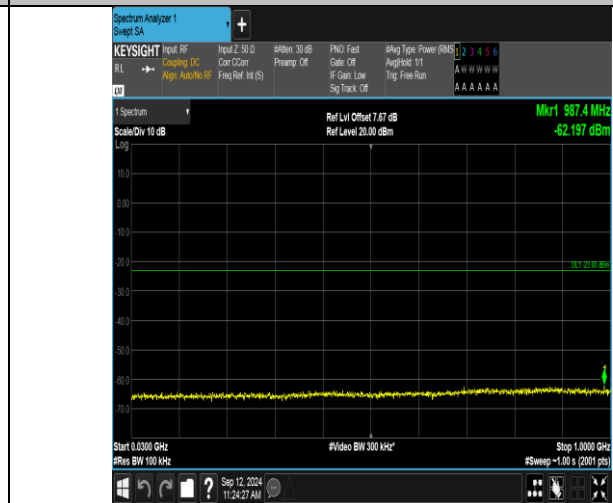 Spectrum Analyzer 1
Swept SA
+
KEYSIGHT Input: RF Input Z: 50 Ω #Atten: 30 dB PNO: Fast #Avg Type: Power (RMS 1 2 3 4 5 6
RL Coupling: DC Corr CCorr Preamp: Off Gate: Off Avg|Hold: 1/1 A W W W W W
Align: Auto/No RF Freq Ref: Int (S) IF Gain: Low Trig: Free Run
Sig Track: Off A A A A A A
1 Spectrum Ref Lvl Offset 7.67 dB Mkr1 987.4 MHz
Scale/Div 10 dB Ref Level 20.00 dBm -62.197 dBm
Log
10.0
0.00
-10.0
-20.0
DL1 -23.00 dBm
-30.0
-40.0
-50.0
-60.0
1
-70.0
Start 0.0300 GHz #Video BW 300 kHz* Stop 1.0000 GHz
#Res BW 100 kHz #Sweep ~1.00 s (2001 pts)
? Sep 12, 2024
11:24:27 AM